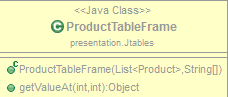 <<Java Class>>
ProductTableFrame
presentation.Jtables
ProductTableFrame(List<Product>,String[])
getValueAt(int,int):Object